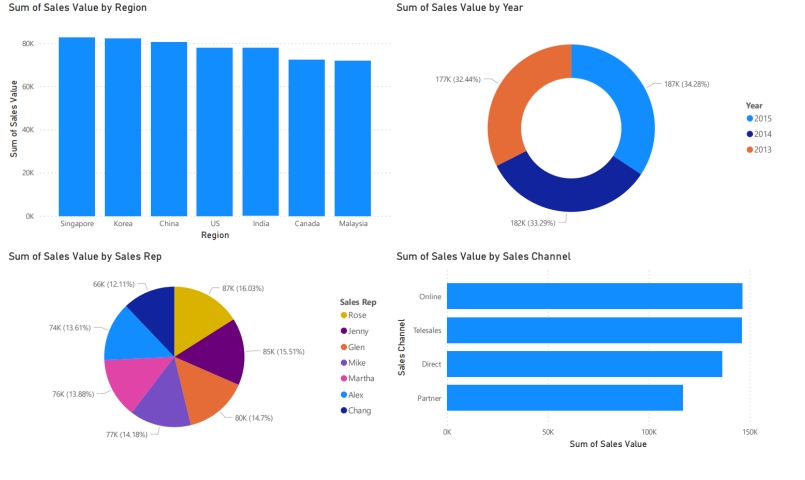 Sum of Sales Value by Region
Sum of Sales Value
80K
60K
40K
20K
0K
Singapore Korea China US India Canada Malaysia
Region
Sum of Sales Value by Year
177K (32.44%)
187K (34.28%)
182K (33.29%)
Year
2015
2014
2013
Sum of Sales Value by Sales Rep
66K (12.11%)
87K (16.03%)
74K (13.61%)
85K (15.51%)
76K (13.88%)
80K (14.7%)
77K (14.18%)
Sales Rep
Rose
Jenny
Glen
Mike
Martha
Alex
Chang
Sum of Sales Value by Sales Channel
Sales Channel
Online
Telesales
Direct
Partner
0K 50K 100K 150K
Sum of Sales Value